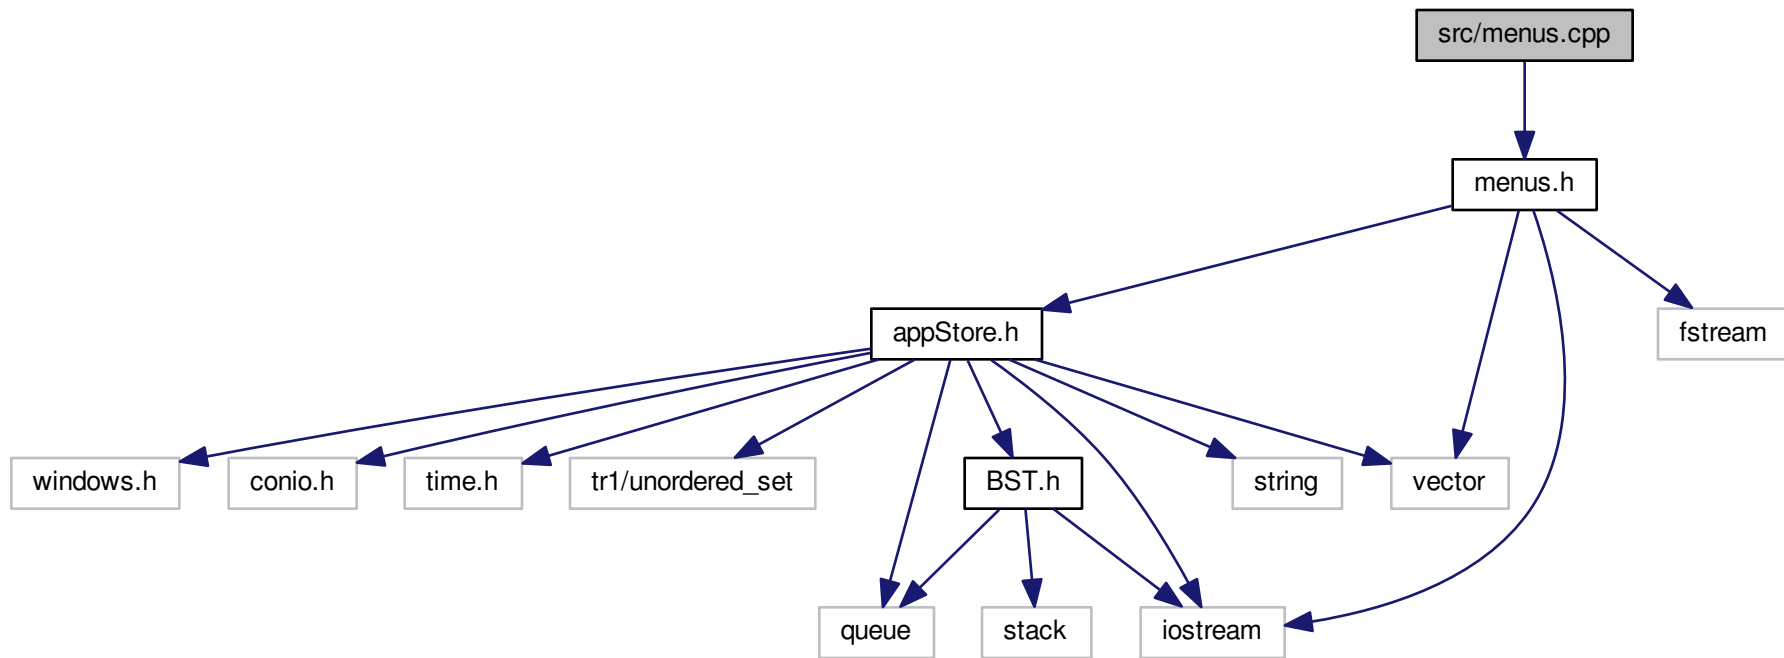 src/menus.cpp
menus.h
appStore.h
fstream
windows.h
conio.h
time.h
tr1/unordered_set
BST.h
string
vector
queue
stack
iostream